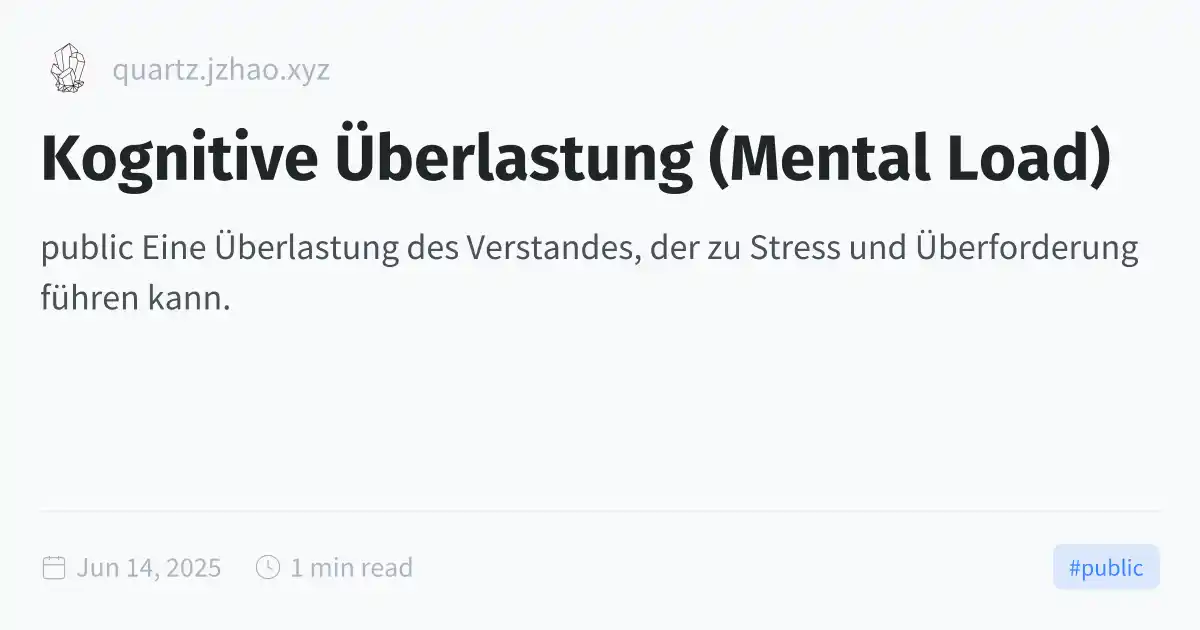 quartz.jzhao.xyz
Kognitive Überlastung (Mental Load)
public Eine Überlastung des Verstandes, der zu Stress und Überforderung
führen kann.
Jun 14, 2025 1 min read #public